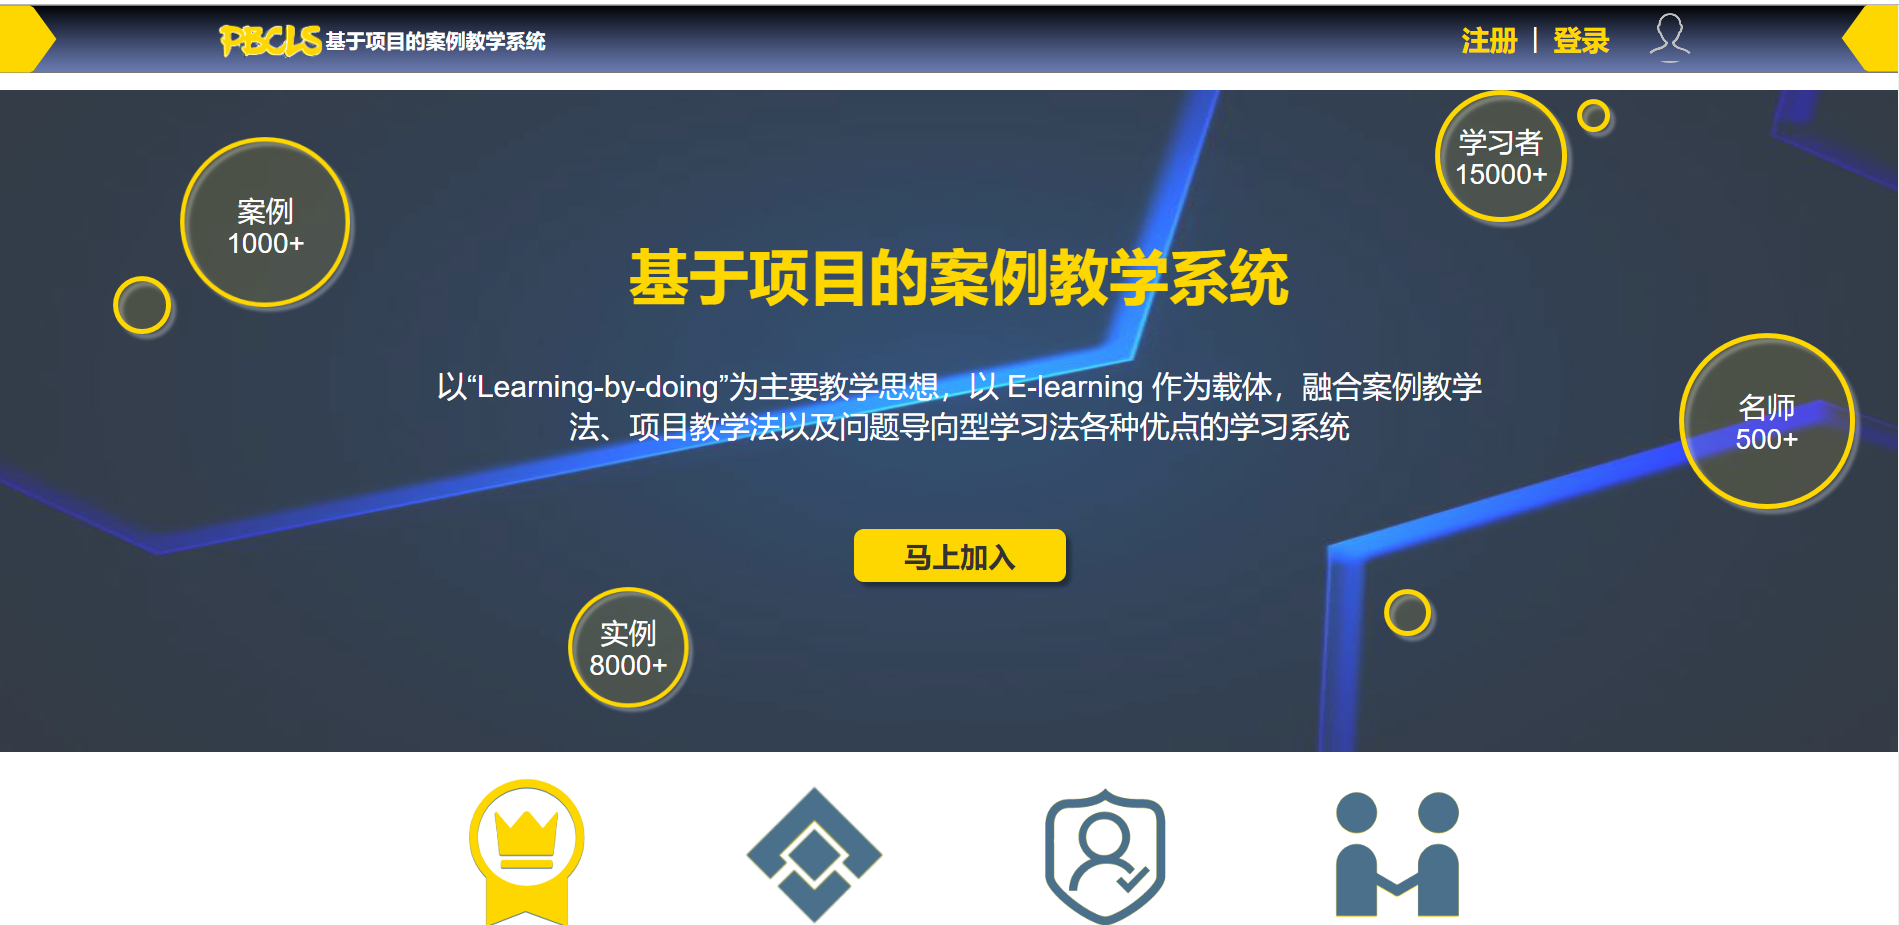 PBCLS 基于项目的案例教学系统
注册 | 登录
学习者
15000+
案例
1000+
基于项目的案例教学系统
以“Learning-by-doing”为主要教学思想，以 E-learning 作为载体，融合案例教学
法、项目教学法以及问题导向型学习法各种优点的学习系统
名师
500+
马上加入
实例
8000+